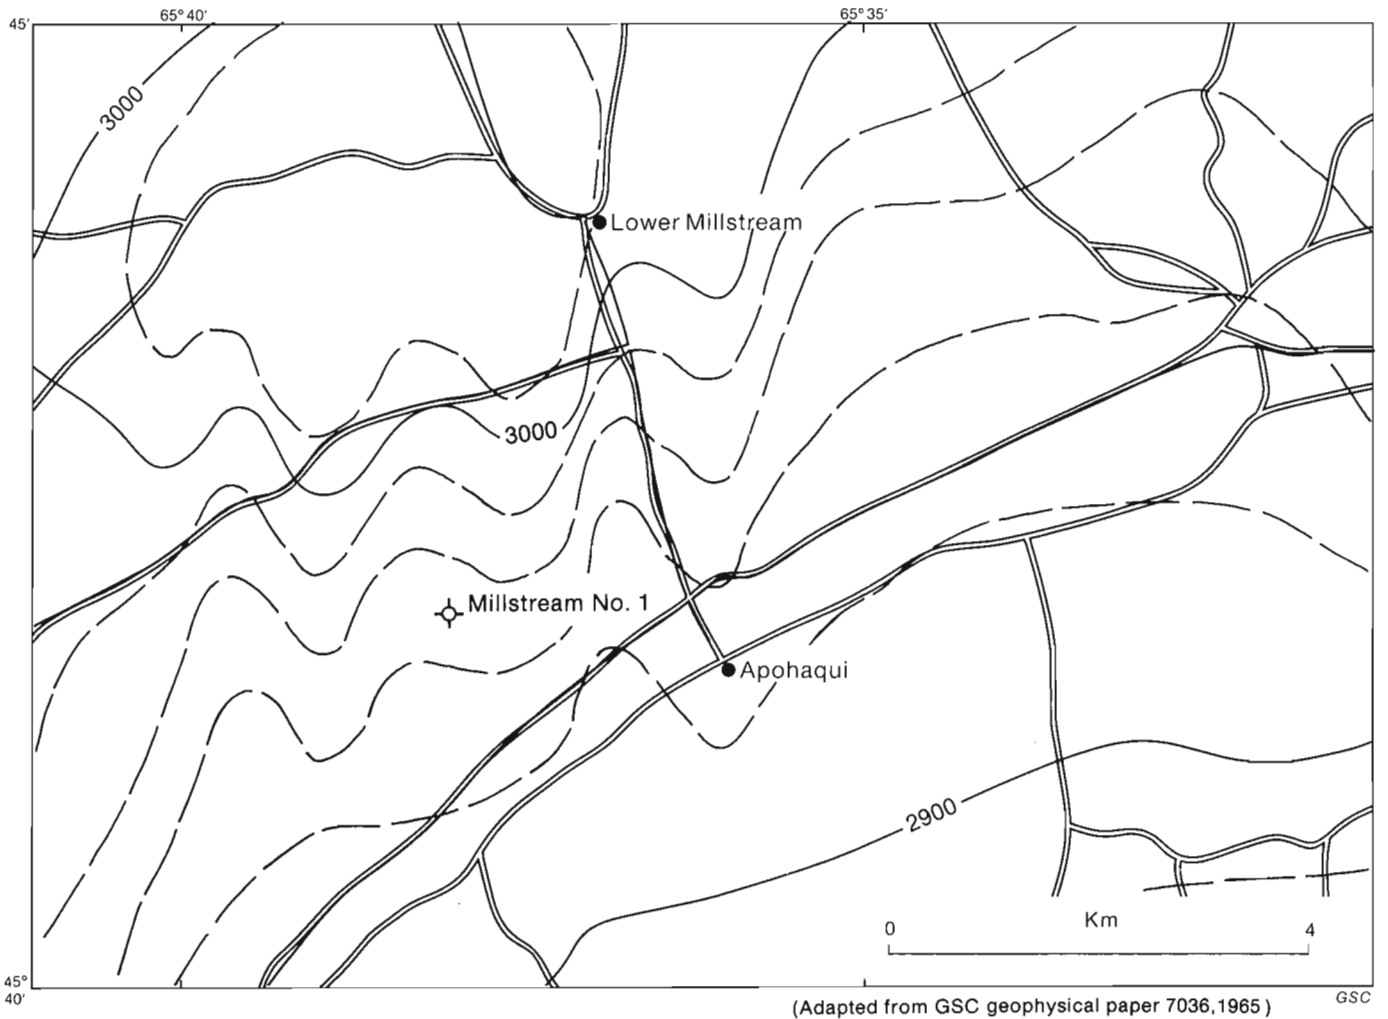 45'
65° 40'
65° 35'
3000
Lower Millstream
3000
Millstream No. 1
Apohaqui
2900
Km
0
4
45°
40'
GSC
(Adapted from GSC geophysical paper 7036,1965)